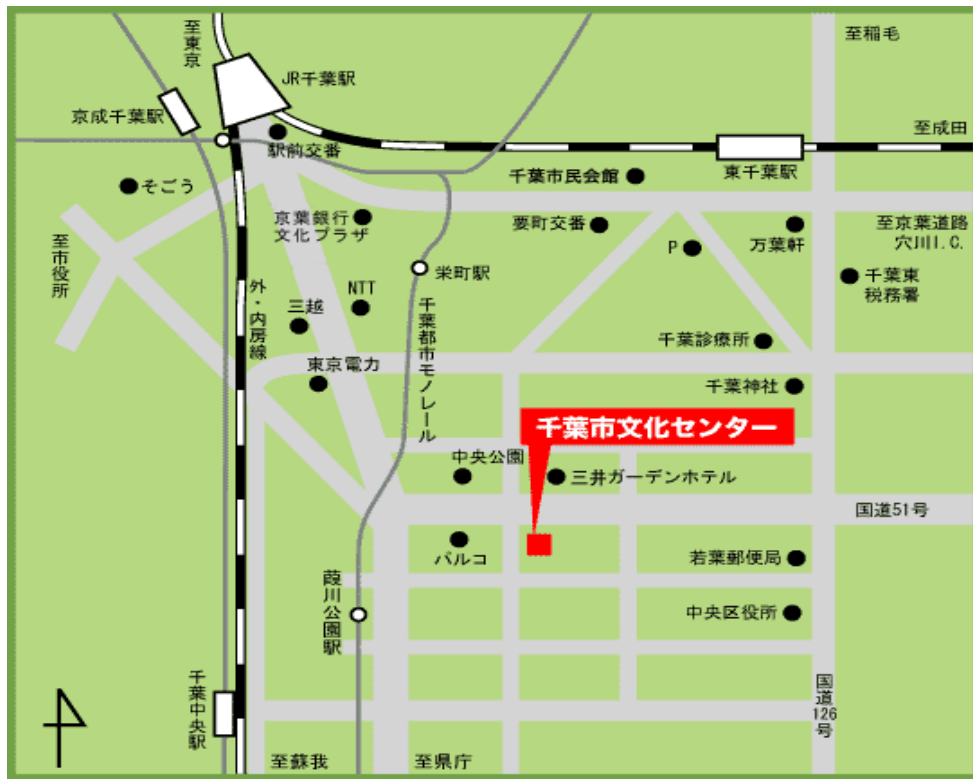 至東京
JR千葉駅
至稲毛
京成千葉駅
至成田
駅前交番
東千葉駅
千葉市民会館
そごう
京葉銀行
文化プラザ
要町交番
万葉軒
至京葉道路
穴川I.C.
至市役所
P
栄町駅
千葉東
税務署
外・内房線
NTT
三越
千葉都市モノレール
千葉診療所
東京電力
千葉神社
千葉市文化センター
中央公園
三井ガーデンホテル
国道51号
パルコ
若葉郵便局
葭川公園駅
中央区役所
千葉中央駅
国道126号
至蘇我
至県庁